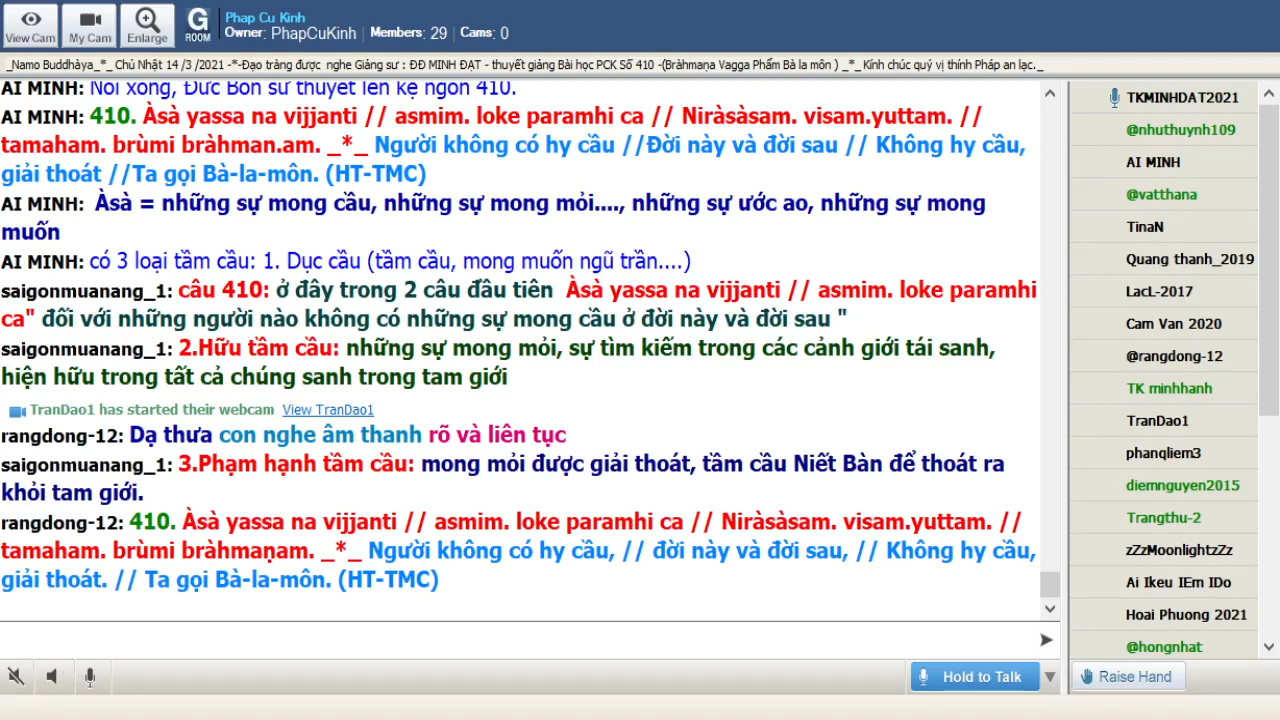 View Cam
My Cam
Enlarge
G
ROOM
Phap Cu Kinh
Owner: PhapCuKinh | Members: 29 | Cams: 0
_Namo Buddhàya_*_ Chủ Nhật 14 /3 /2021 -*-Đạo tràng được nghe Giảng sư : ĐĐ MINH ĐẠT - thuyết giảng Bài học PCK Số 410 -(Bràhmaṇa Vagga Phẩm Bà la môn ) _*_ Kính chúc quý vị thính Pháp an lạc._
AI MINH: Nói xong, Đức Bổn sư thuyết lên kệ ngôn 410.
AI MINH: 410. Àsà yassa na vijjanti // asmim. loke paramhi ca // Niràsàsam. visam.yuttam. //
tamaham. brùmi bràhman.am. _*_ Người không có hy cầu //Đời này và đời sau // Không hy cầu,
giải thoát //Ta gọi Bà-la-môn. (HT-TMC)
AI MINH: Àsà = những sự mong cầu, những sự mong mỏi...., những sự ước ao, những sự mong
muốn
AI MINH: có 3 loại tầm cầu: 1. Dục cầu (tầm cầu, mong muốn ngũ trần....)
saigonmuanang_1: câu 410: ở đây trong 2 câu đầu tiên Àsà yassa na vijjanti // asmim. loke paramhi
ca" đối với những người nào không có những sự mong cầu ở đời này và đời sau "
saigonmuanang_1: 2.Hữu tầm cầu: những sự mong mỏi, sự tìm kiếm trong các cảnh giới tái sanh,
hiện hữu trong tất cả chúng sanh trong tam giới
TranDao1 has started their webcam View TranDao1
rangdong-12: Dạ thưa con nghe âm thanh rõ và liên tục
saigonmuanang_1: 3.Phạm hạnh tầm cầu: mong mỏi được giải thoát, tầm cầu Niết Bàn để thoát ra
khỏi tam giới.
rangdong-12: 410. Àsà yassa na vijjanti // asmim. loke paramhi ca // Niràsàsam. visam.yuttam. //
tamaham. brùmi bràhmaṇam. _*_ Người không có hy cầu, // đời này và đời sau, // Không hy cầu,
giải thoát. // Ta gọi Bà-la-môn. (HT-TMC)
Hold to Talk
TKMINHDAT2021
@nhuthuynh109
AI MINH
@vatthana
TinaN
Quang thanh_2019
LacL-2017
Cam Van 2020
@rangdong-12
TK minhhanh
TranDao1
phanqliem3
diemnguyen2015
Trangthu-2
zZzMoonlightzZz
Ai Ikeu IEm IDo
Hoai Phuong 2021
@hongnhat
Raise Hand